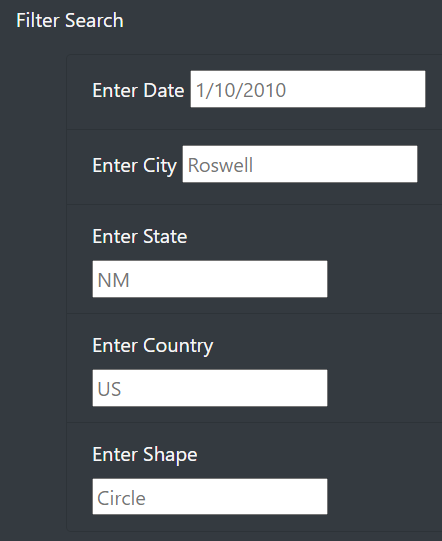 Filter Search
Enter Date 1/10/2010
Enter City Roswell
Enter State
NM
Enter Country
US
Enter Shape
Circle